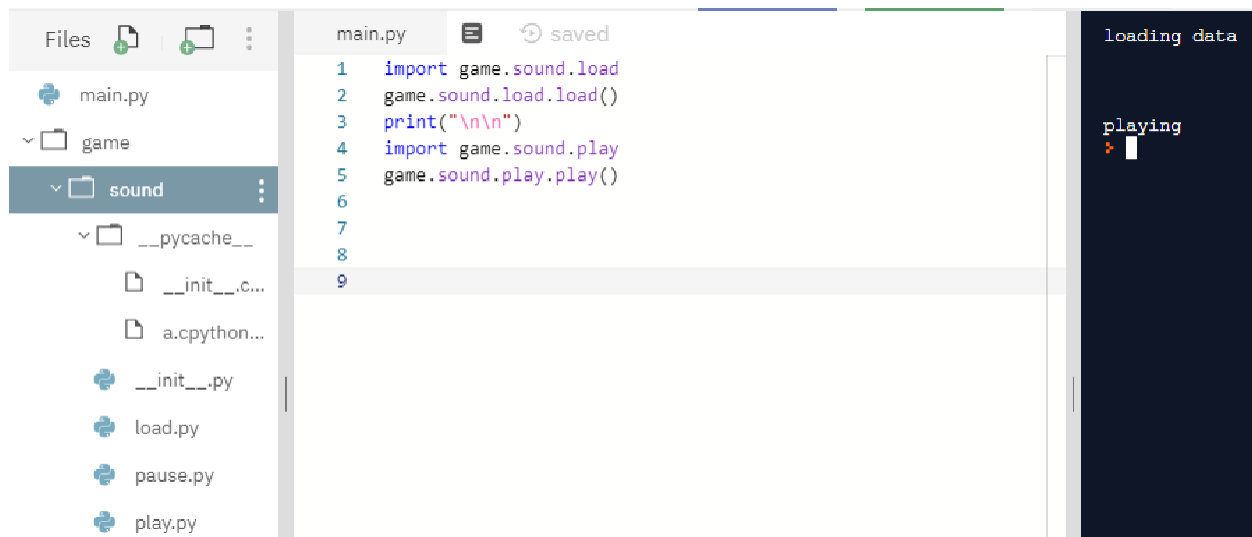 Files
main.py
game
sound
__pycache__
__init__.c...
a.cpython...
__init__.py
load.py
pause.py
play.py
main.py
saved
1 import game.sound.load
2 game.sound.load.load()
3 print("\n\n")
4 import game.sound.play
5 game.sound.play.play()
6
7
8
9
loading data
playing
>